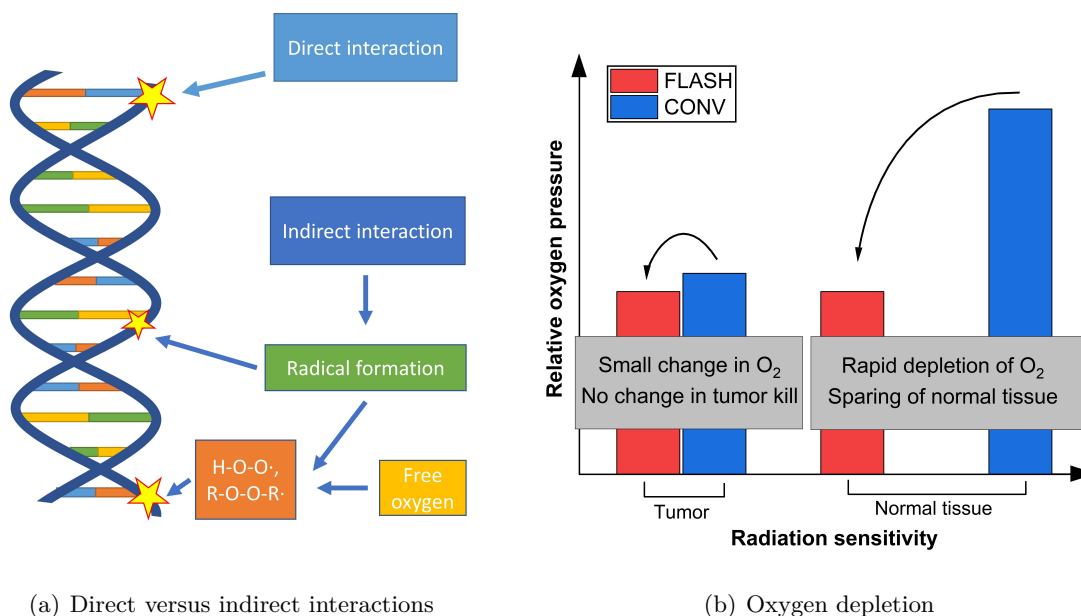 Direct interaction
Indirect interaction
Radical formation
H-O-O·,
R-O-O-R·
Free
oxygen
(a) Direct versus indirect interactions
Relative oxygen pressure
FLASH
CONV
Small change in O₂
No change in tumor kill
Rapid depletion of O₂
Sparing of normal tissue
Tumor
Normal tissue
Radiation sensitivity
(b) Oxygen depletion